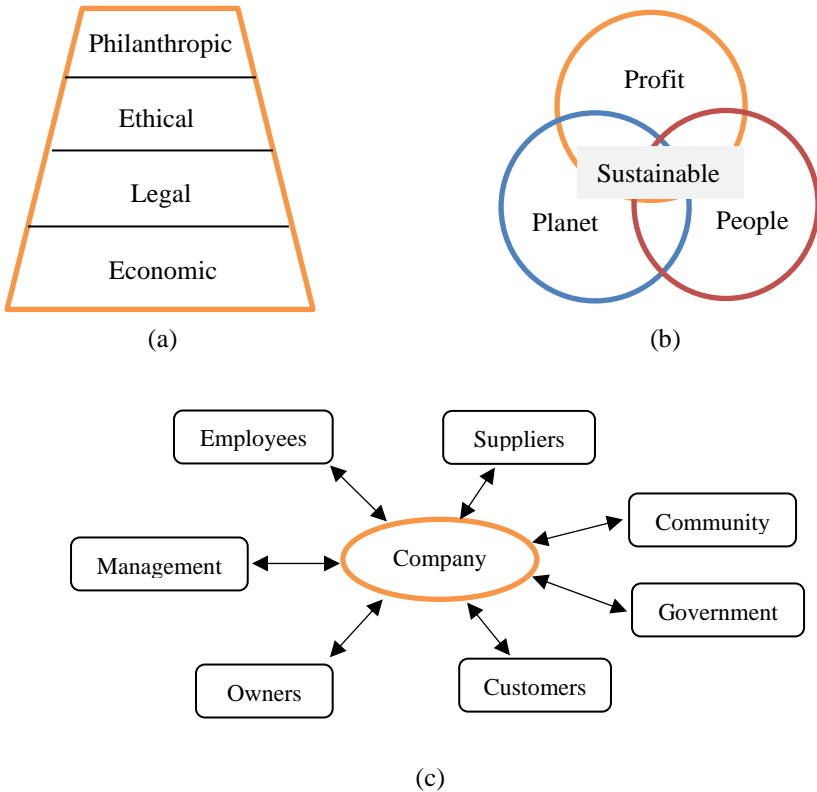 Philanthropic
Ethical
Legal
Economic
(a)
Profit
Sustainable
Planet
People
(b)
Employees
Suppliers
Community
Management
Company
Government
Owners
Customers
(c)